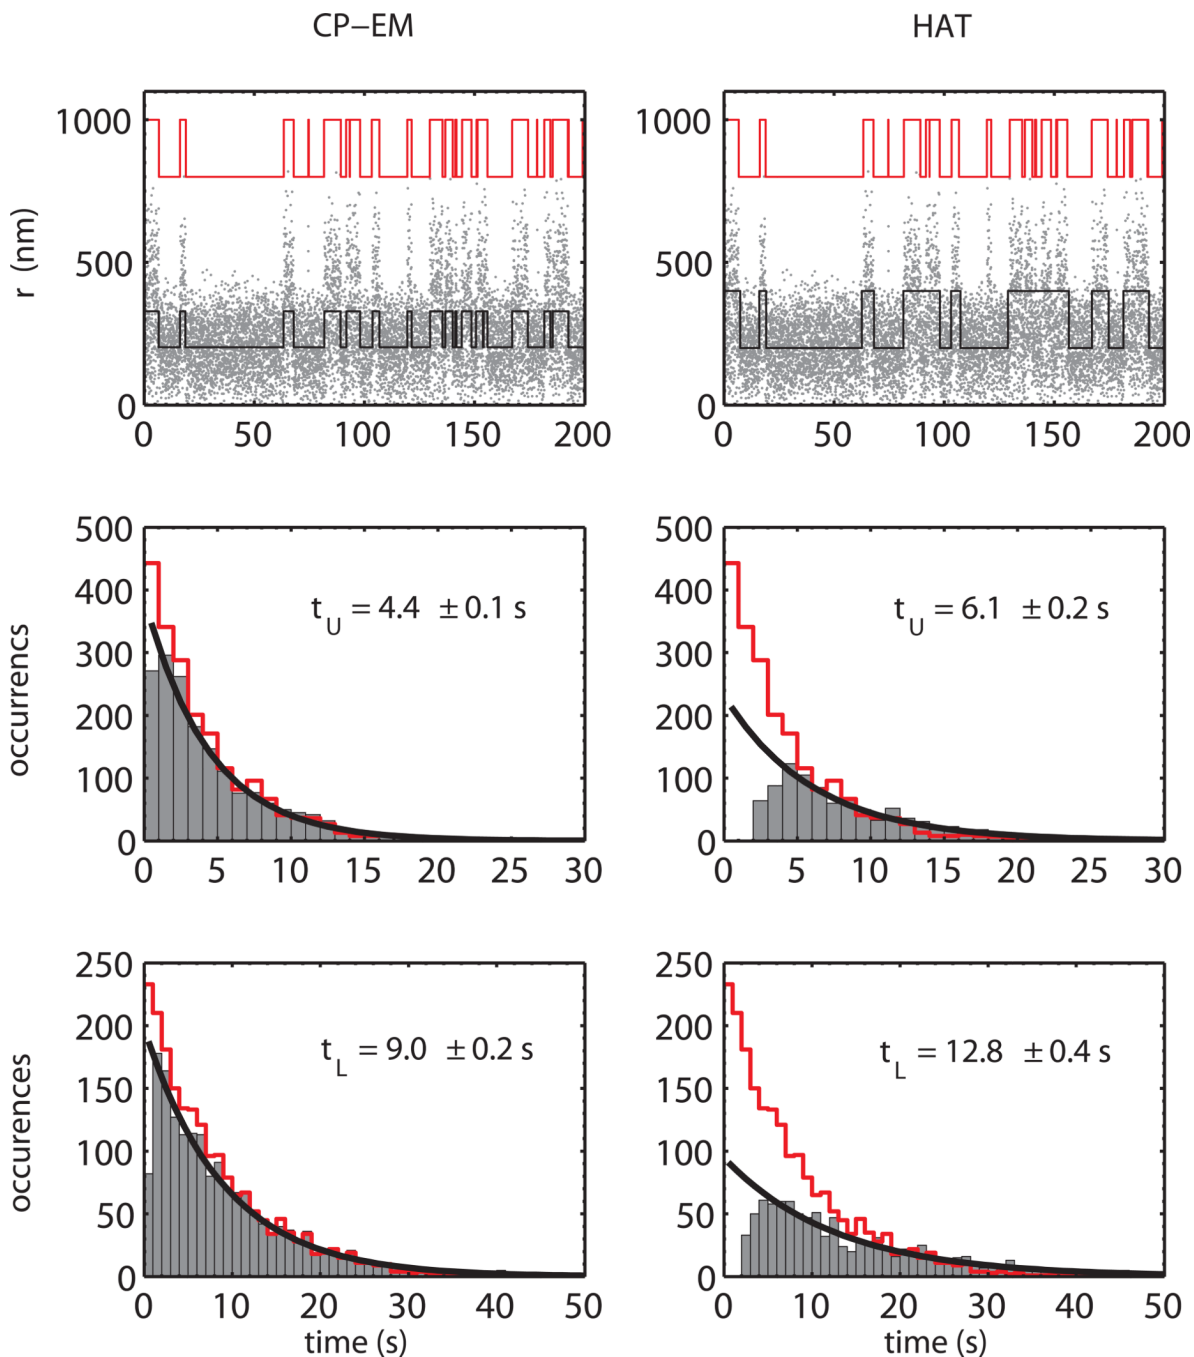 CP–EM HAT
1000 1000
500 500
0 0
r (nm)
0 50 100 150 200 0 50 100 150 200
500 500
400 400
300 300
200 200
100 100
0 0
occurrencs
t_U = 4.4 ± 0.1 s t_U = 6.1 ± 0.2 s
0 5 10 15 20 25 30 0 5 10 15 20 25 30
250 250
200 200
150 150
100 100
50 50
0 0
occurences
t_L = 9.0 ± 0.2 s t_L = 12.8 ± 0.4 s
0 10 20 30 40 50 0 10 20 30 40 50
time (s) time (s)